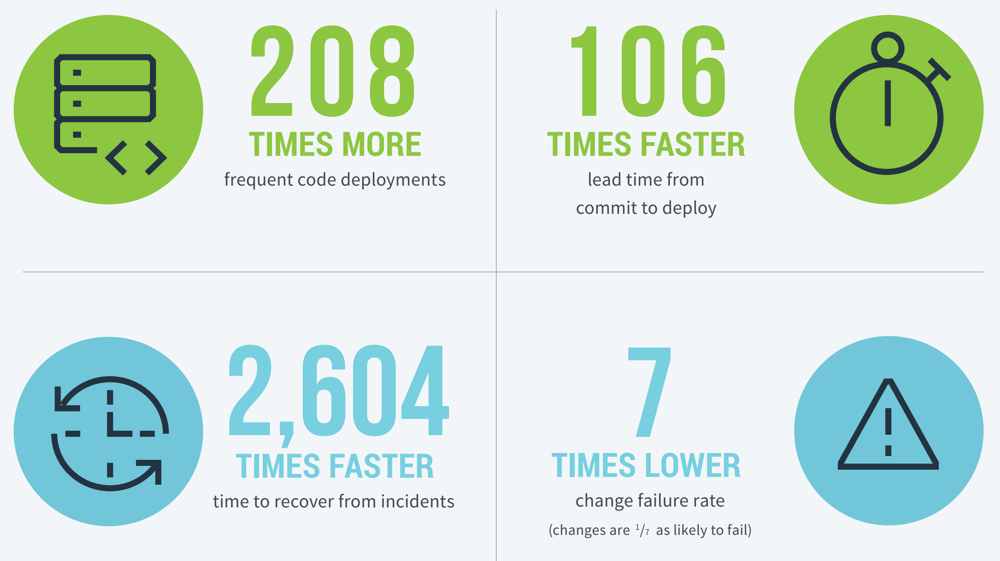 208
TIMES MORE
frequent code deployments
106
TIMES FASTER
lead time from
commit to deploy
2,604
TIMES FASTER
time to recover from incidents
7
TIMES LOWER
change failure rate
(changes are 1/7 as likely to fail)